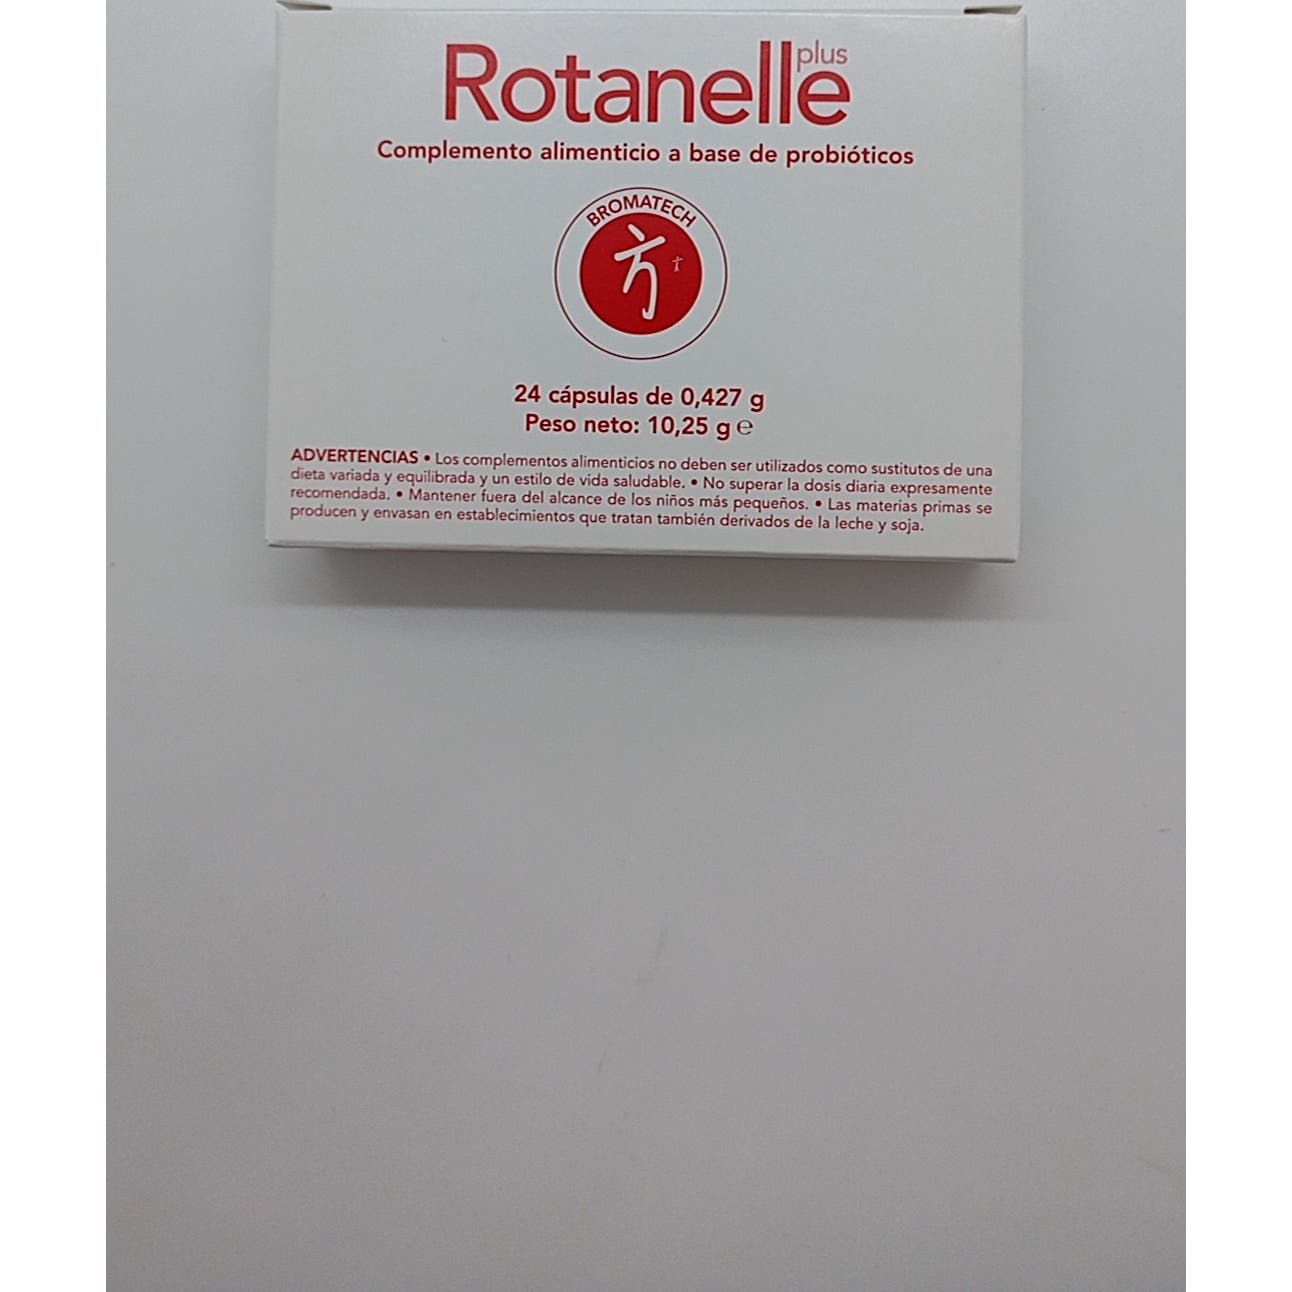 Rotanelle plus
Complemento alimenticio a base de probióticos
BROMATECH
方
24 cápsulas de 0,427 g
Peso neto: 10,25 g ℮
ADVERTENCIAS • Los complementos alimenticios no deben ser utilizados como sustitutos de una
dieta variada y equilibrada y un estilo de vida saludable. • No superar la dosis diaria expresamente
recomendada. • Mantener fuera del alcance de los niños más pequeños. • Las materias primas se
producen y envasan en establecimientos que tratan también derivados de la leche y soja.